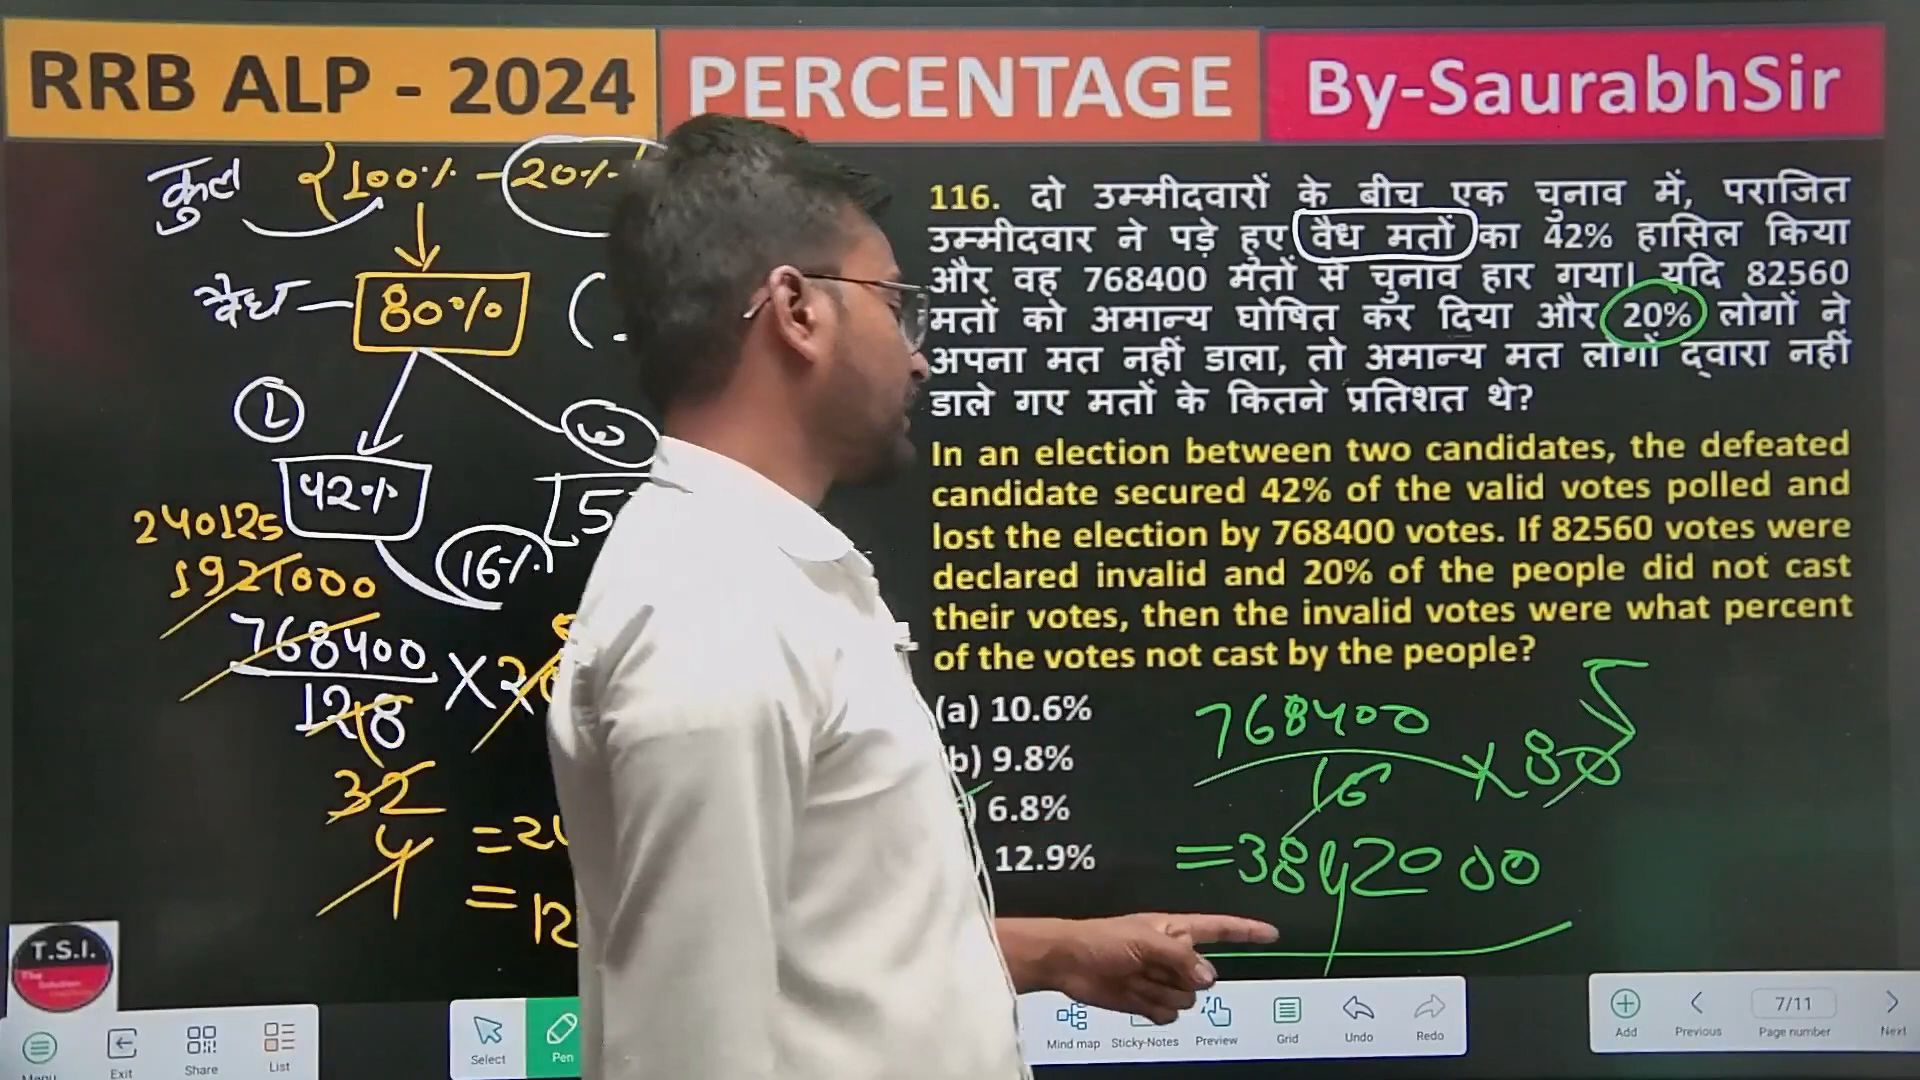 RRB ALP - 2024 PERCENTAGE By-SaurabhSir
कुल 100% - 20%
वैध - 80%
L
W
42%
16%
240125
1921000
768400
128
32
4
116. दो उम्मीदवारों के बीच एक चुनाव में, पराजित
उम्मीदवार ने पड़े हुए वैध मतों का 42% हासिल किया
और वह 768400 मतों से चुनाव हार गया। यदि 82560
मतों को अमान्य घोषित कर दिया और 20% लोगों ने
अपना मत नहीं डाला, तो अमान्य मत लोगों द्वारा नहीं
डाले गए मतों के कितने प्रतिशत थे?
In an election between two candidates, the defeated
candidate secured 42% of the valid votes polled and
lost the election by 768400 votes. If 82560 votes were
declared invalid and 20% of the people did not cast
their votes, then the invalid votes were what percent
of the votes not cast by the people?
(a) 10.6%
b) 9.8%
) 6.8%
12.9%
768400
16
× 80
5
=3842000
T.S.I.
The
Solution
Menu Exit Share List Select Pen Mind map Sticky-Notes Preview Grid Undo Redo Add Previous 7/11 Page number Next